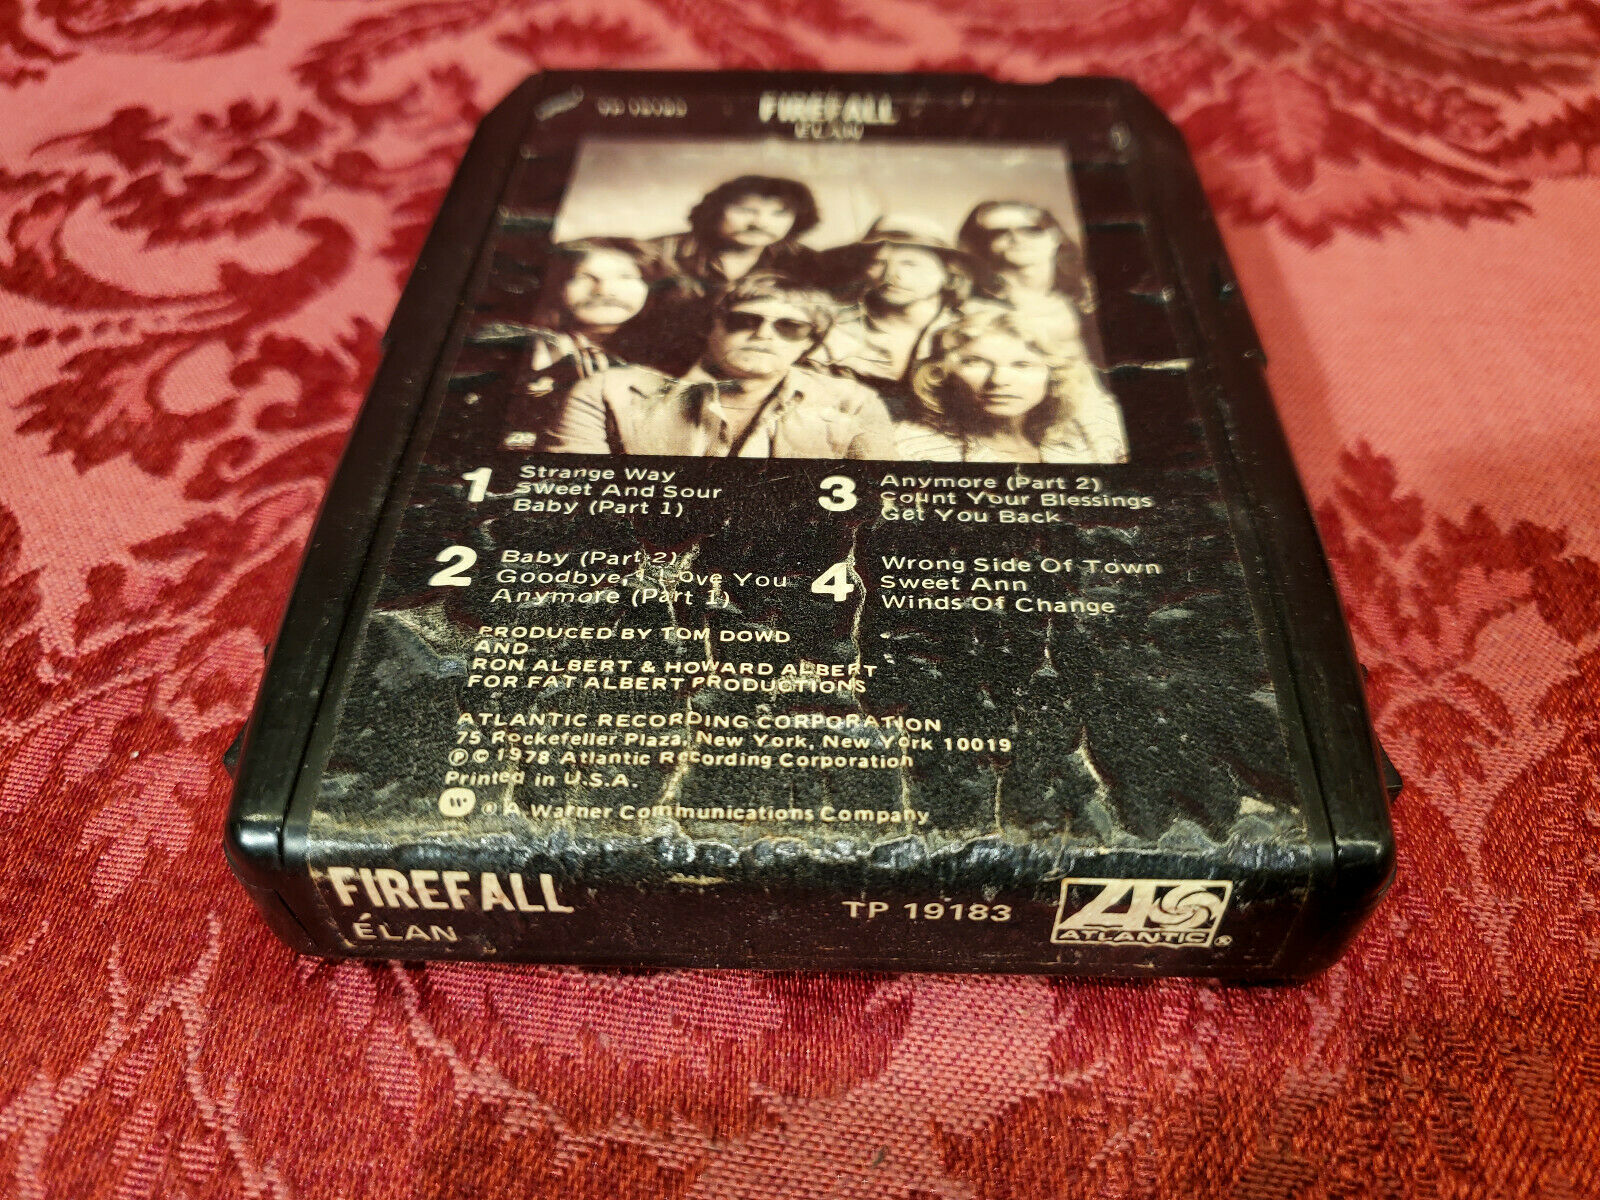 FIREFALL
ÉLAN
1
Strange Way
Sweet And Sour
Baby (Part 1)
2
Baby (Part 2)
Goodbye, I Love You
Anymore (Part 1)
3
Anymore (Part 2)
Count Your Blessings
Get You Back
4
Wrong Side Of Town
Sweet Ann
Winds Of Change
PRODUCED BY TOM DOWD
AND
RON ALBERT & HOWARD ALBERT
FOR FAT ALBERT PRODUCTIONS
ATLANTIC RECORDING CORPORATION
75 Rockefeller Plaza, New York, New York 10019
℗ © 1978 Atlantic Recording Corporation
Printed in U.S.A.
® A Warner Communications Company
FIREFALL
ÉLAN
TP 19183
ATLANTIC ®